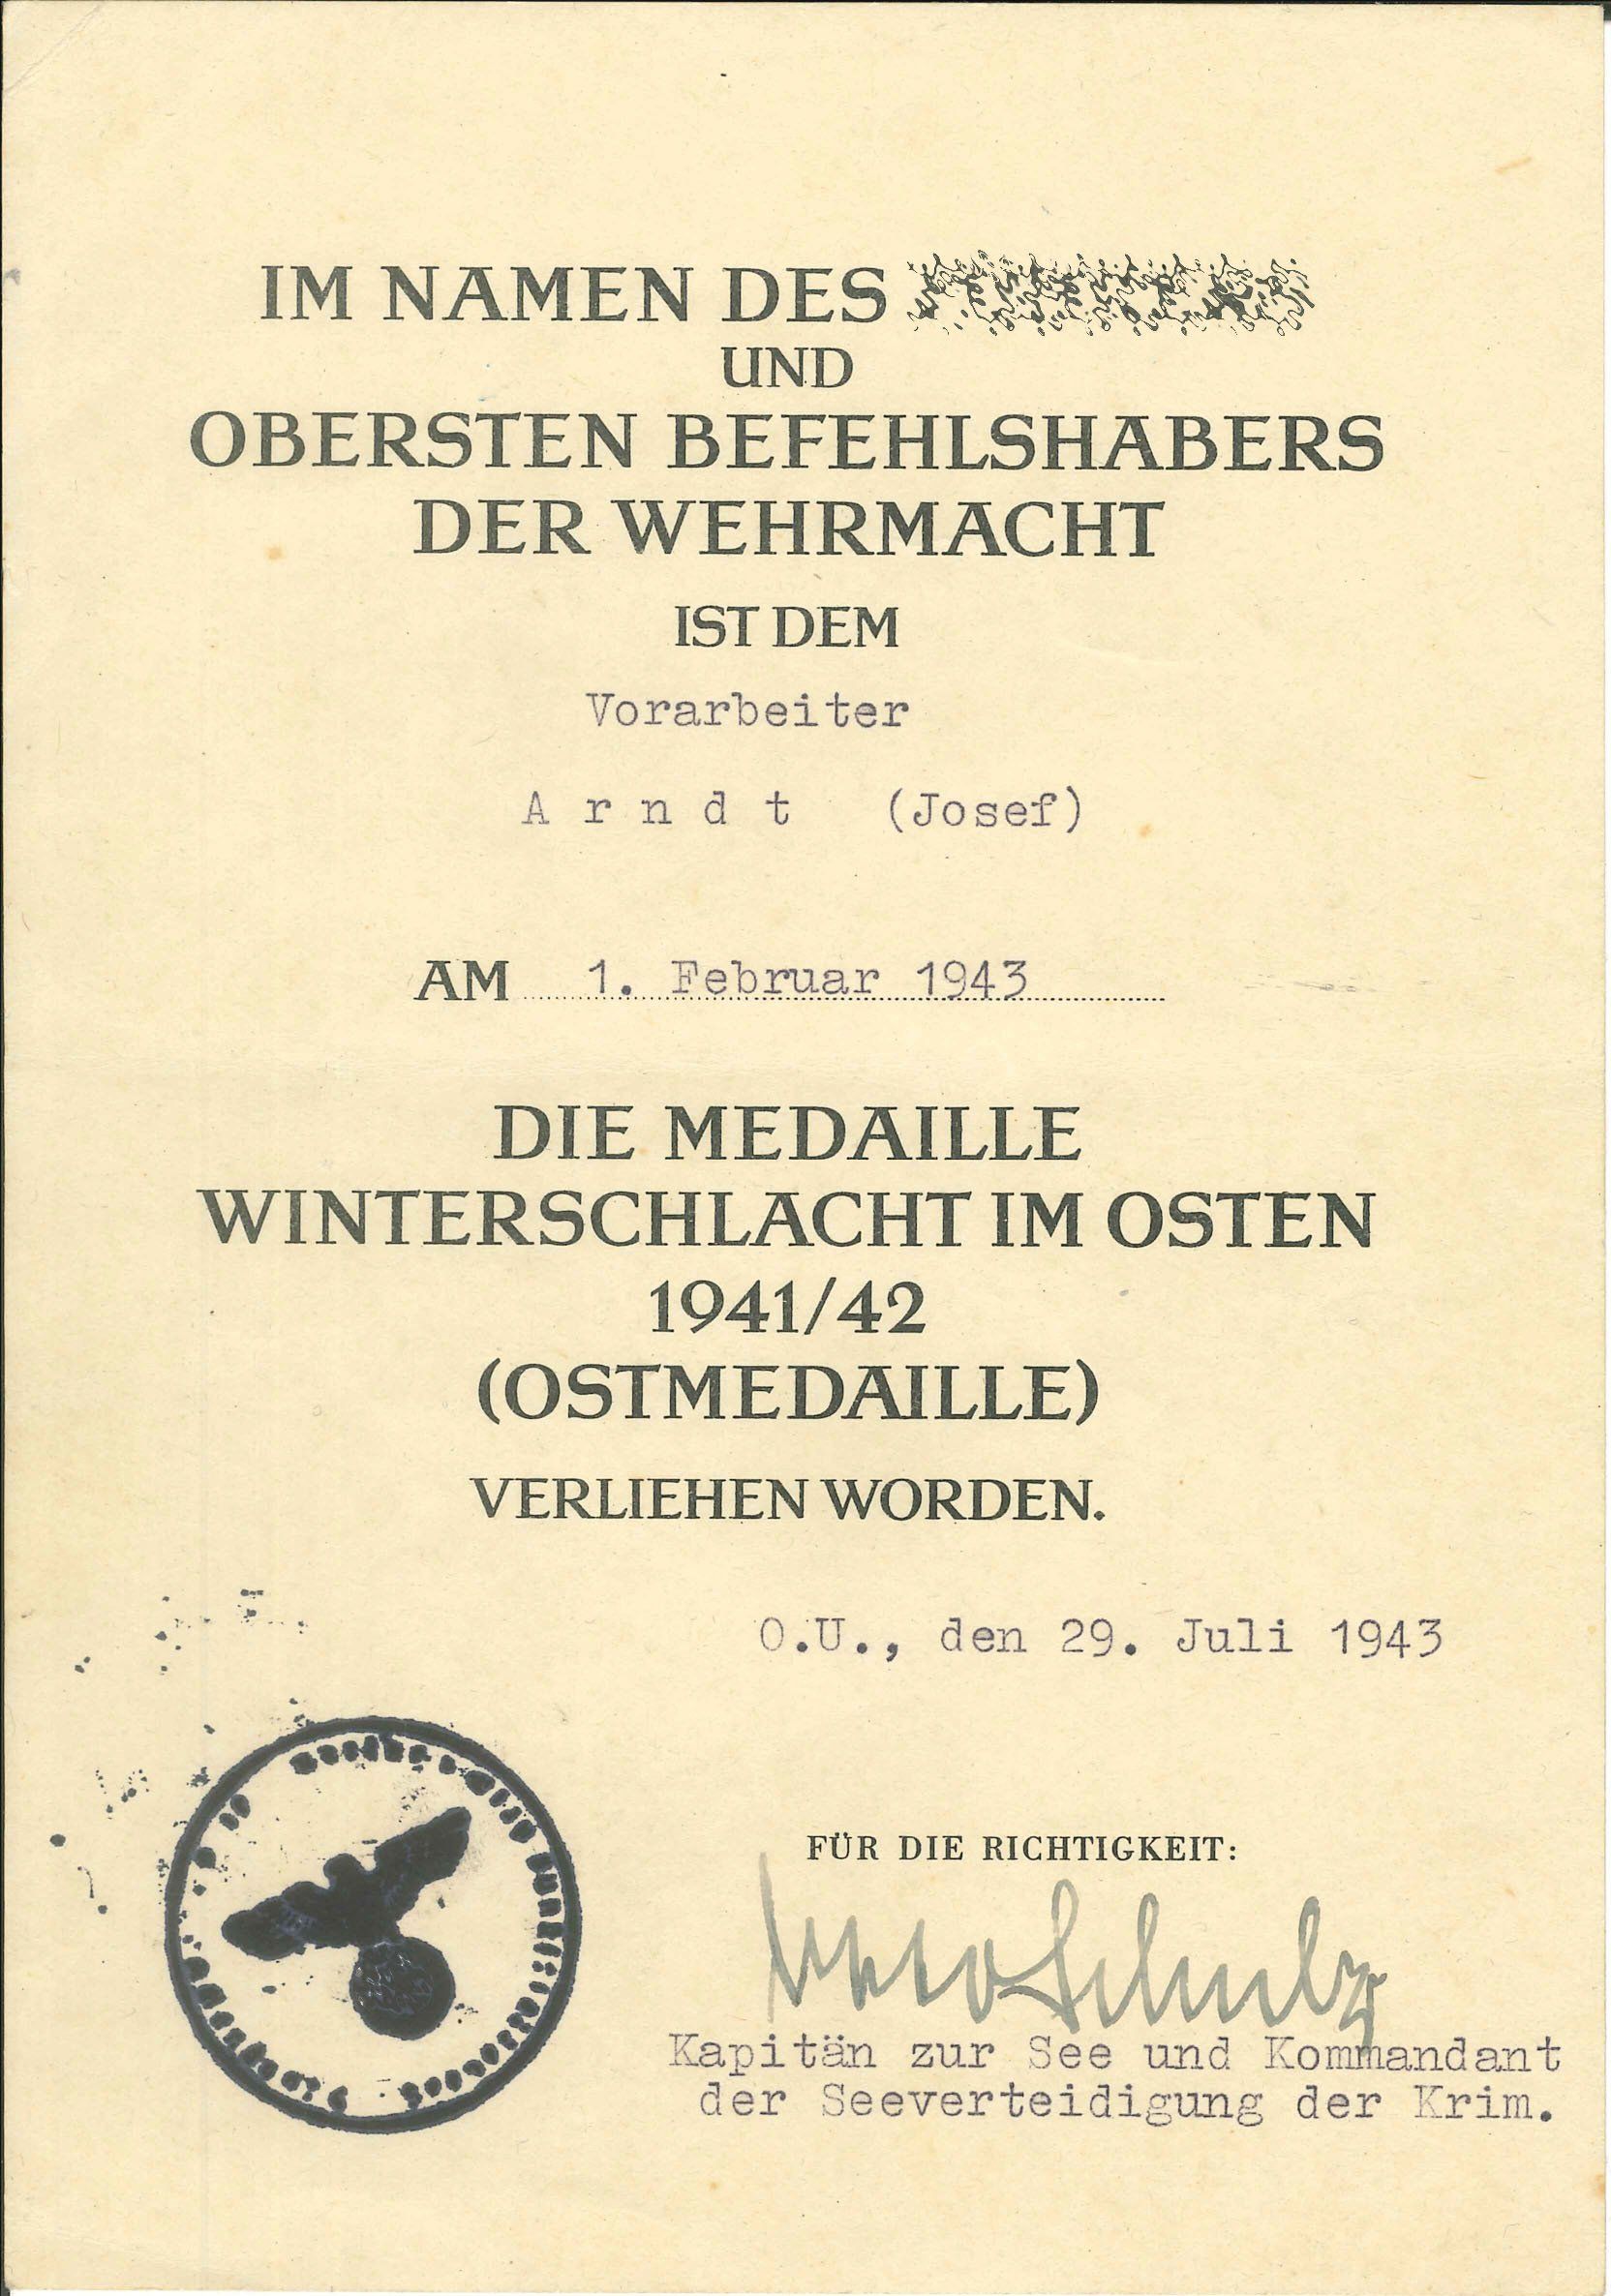 IM NAMEN DES
UND
OBERSTEN BEFEHLSHABERS
DER WEHRMACHT
IST DEM
Vorarbeiter
A r n d t (Josef)
AM 1. Februar 1943
DIE MEDAILLE
WINTERSCHLACHT IM OSTEN
1941/42
(OSTMEDAILLE)
VERLIEHEN WORDEN.
O.U., den 29. Juli 1943
FÜR DIE RICHTIGKEIT:
Kapitän zur See und Kommandant
der Seeverteidigung der Krim.